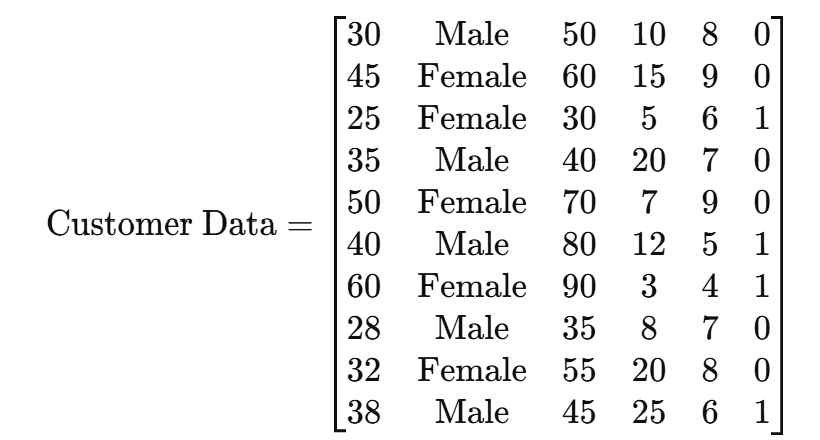 30 Male 50 10 8 0
45 Female 60 15 9 0
25 Female 30 5 6 1
35 Male 40 20 7 0
50 Female 70 7 9 0
Customer Data =
40 Male 80 12 5 1
60 Female 90 3 4 1
28 Male 35 8 7 0
32 Female 55 20 8 0
38 Male 45 25 6 1